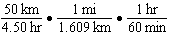 50 km/4.50 hr • 1 mi/1.609 km • 1 hr/60 min